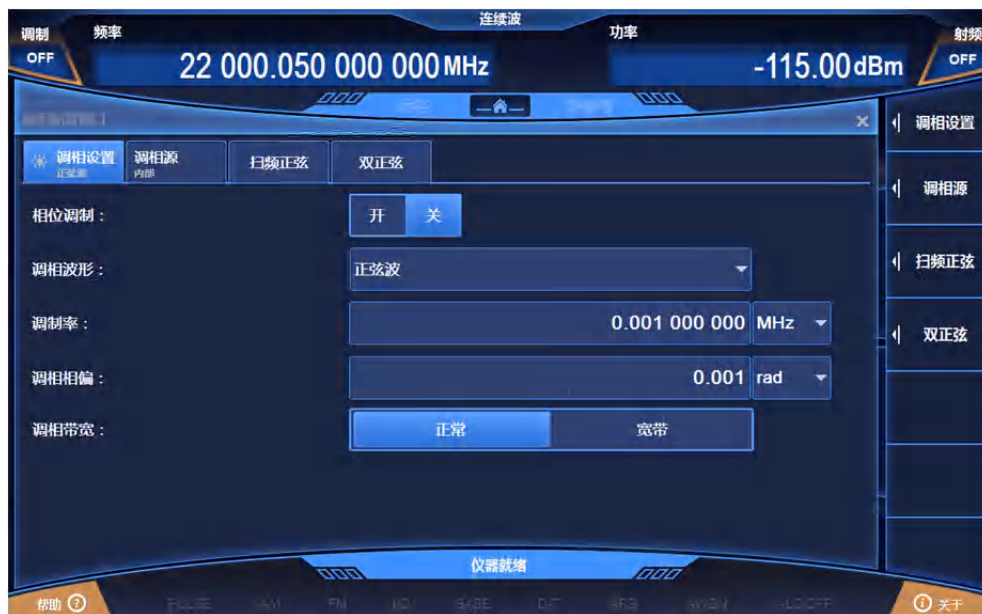 连续波
调制 频率 功率 射频
OFF 22 000.050 000 000 MHz -115.00 dBm OFF
调相设置 调相源 扫频正弦 双正弦 调相设置
正弦波 内部
调相源
相位调制： 开 关
调相波形： 正弦波 扫频正弦
调制率： 0.001 000 000 MHz 双正弦
调相相偏： 0.001 rad
调相带宽： 正常 宽带
仪器就绪
帮助 关于